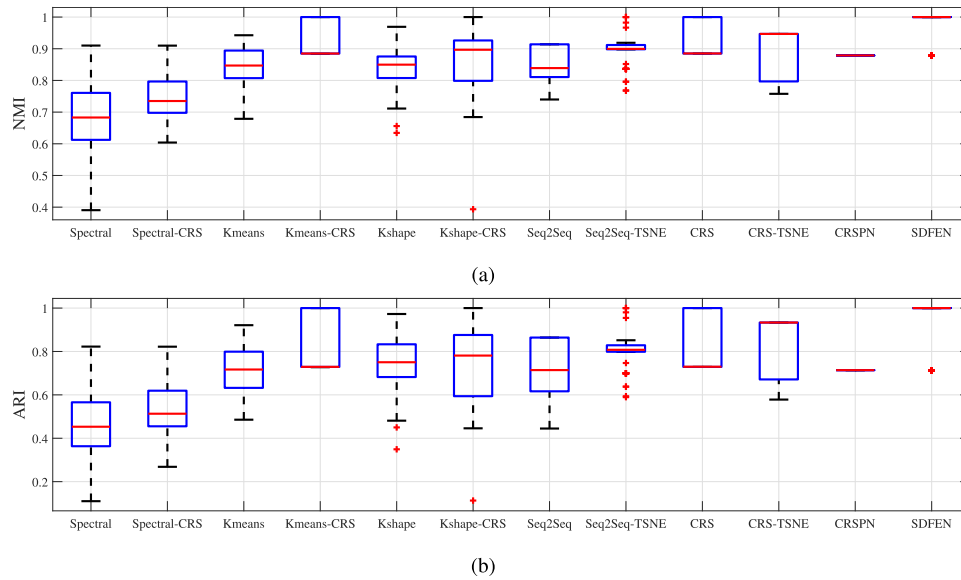 1
0.9
0.8
NMI
0.7
0.6
0.5
0.4
Spectral Spectral-CRS Kmeans Kmeans-CRS Kshape Kshape-CRS Seq2Seq Seq2Seq-TSNE CRS CRS-TSNE CRSPN SDFEN
(a)
1
0.8
ARI
0.6
0.4
0.2
Spectral Spectral-CRS Kmeans Kmeans-CRS Kshape Kshape-CRS Seq2Seq Seq2Seq-TSNE CRS CRS-TSNE CRSPN SDFEN
(b)